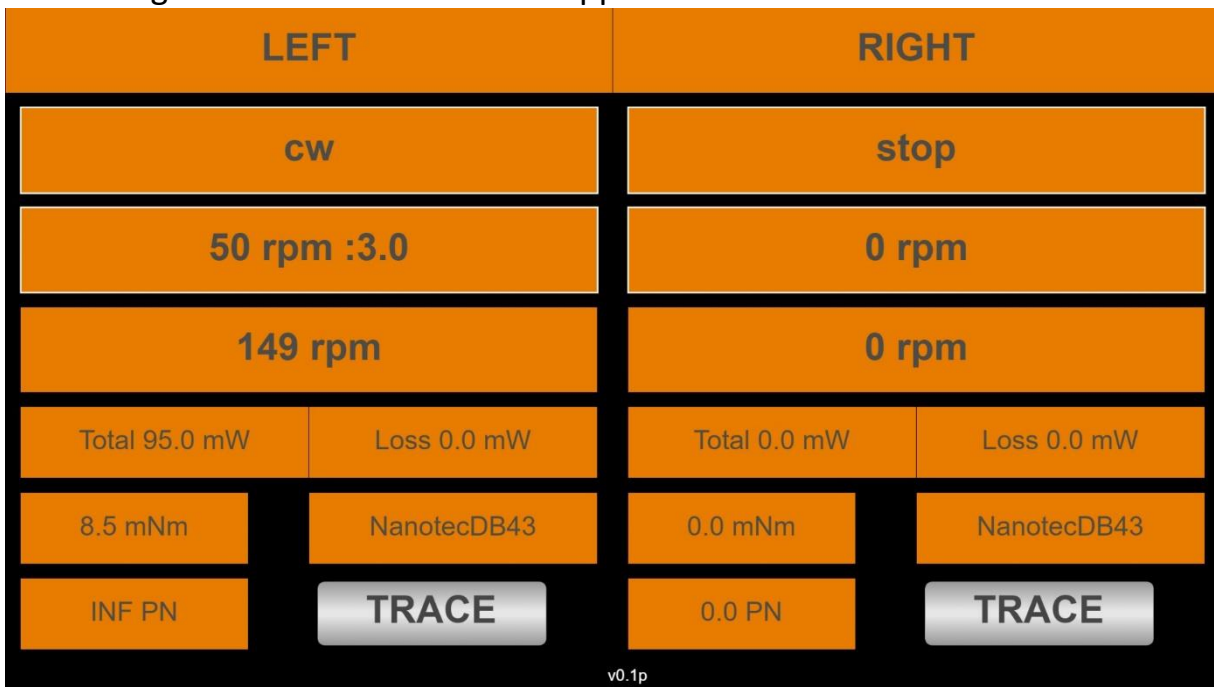 LEFT
RIGHT
cw
stop
50 rpm :3.0
0 rpm
149 rpm
0 rpm
Total 95.0 mW
Loss 0.0 mW
Total 0.0 mW
Loss 0.0 mW
8.5 mNm
NanotecDB43
0.0 mNm
NanotecDB43
INF PN
TRACE
0.0 PN
TRACE
v0.1p